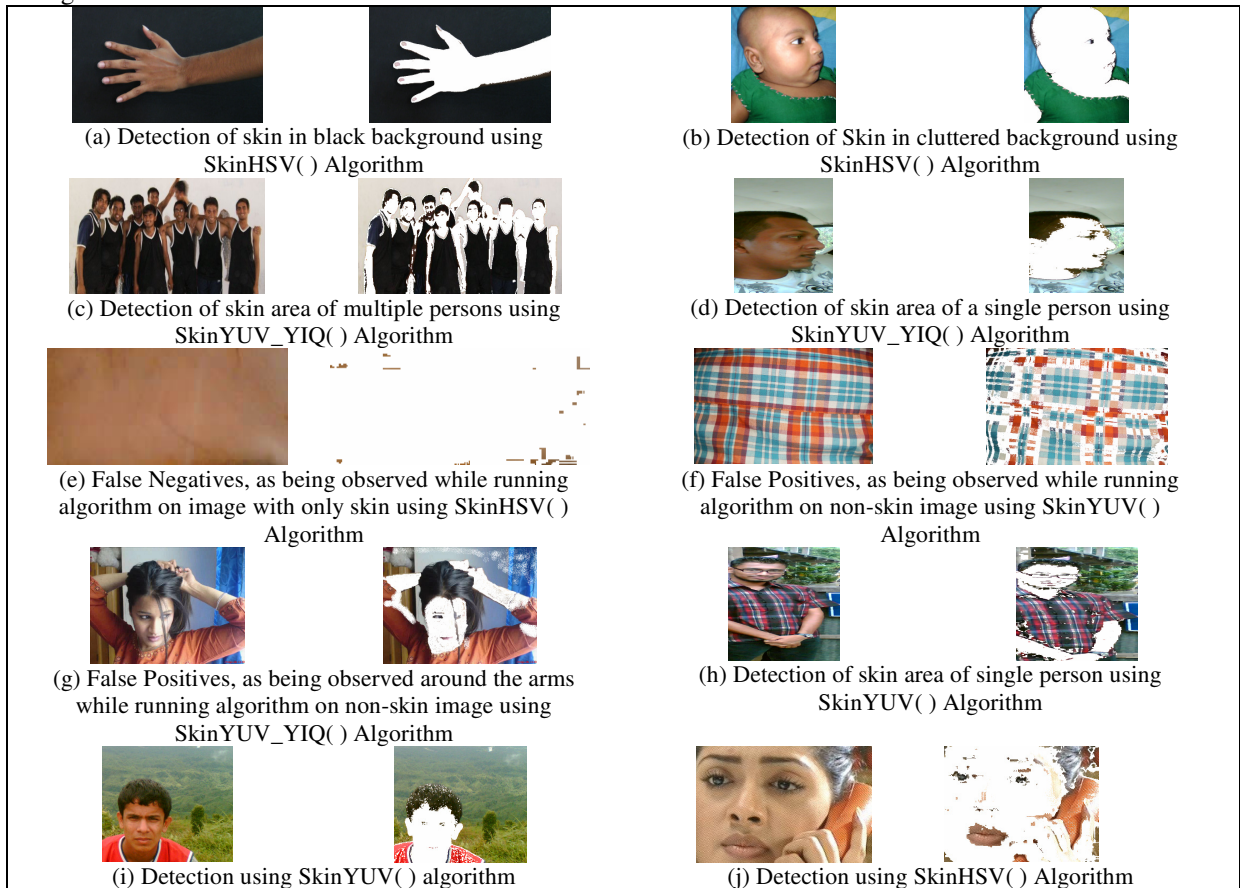 (a) Detection of skin in black background using
SkinHSV( ) Algorithm
(b) Detection of Skin in cluttered background using
SkinHSV( ) Algorithm
(c) Detection of skin area of multiple persons using
SkinYUV_YIQ( ) Algorithm
(d) Detection of skin area of a single person using
SkinYUV_YIQ( ) Algorithm
(e) False Negatives, as being observed while running
algorithm on image with only skin using SkinHSV( )
Algorithm
(f) False Positives, as being observed while running
algorithm on non-skin image using SkinYUV( )
Algorithm
(g) False Positives, as being observed around the arms
while running algorithm on non-skin image using
SkinYUV_YIQ( ) Algorithm
(h) Detection of skin area of single person using
SkinYUV( ) Algorithm
(i) Detection using SkinYUV( ) algorithm
(j) Detection using SkinHSV( ) Algorithm